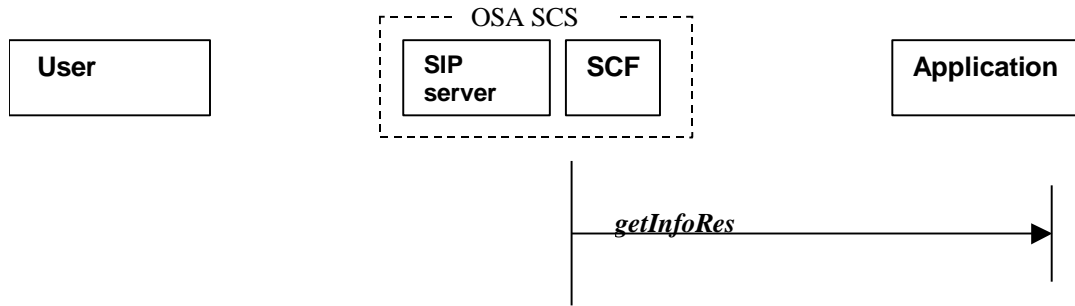 OSA SCS
User
SIP
server
SCF
Application
getInfoRes